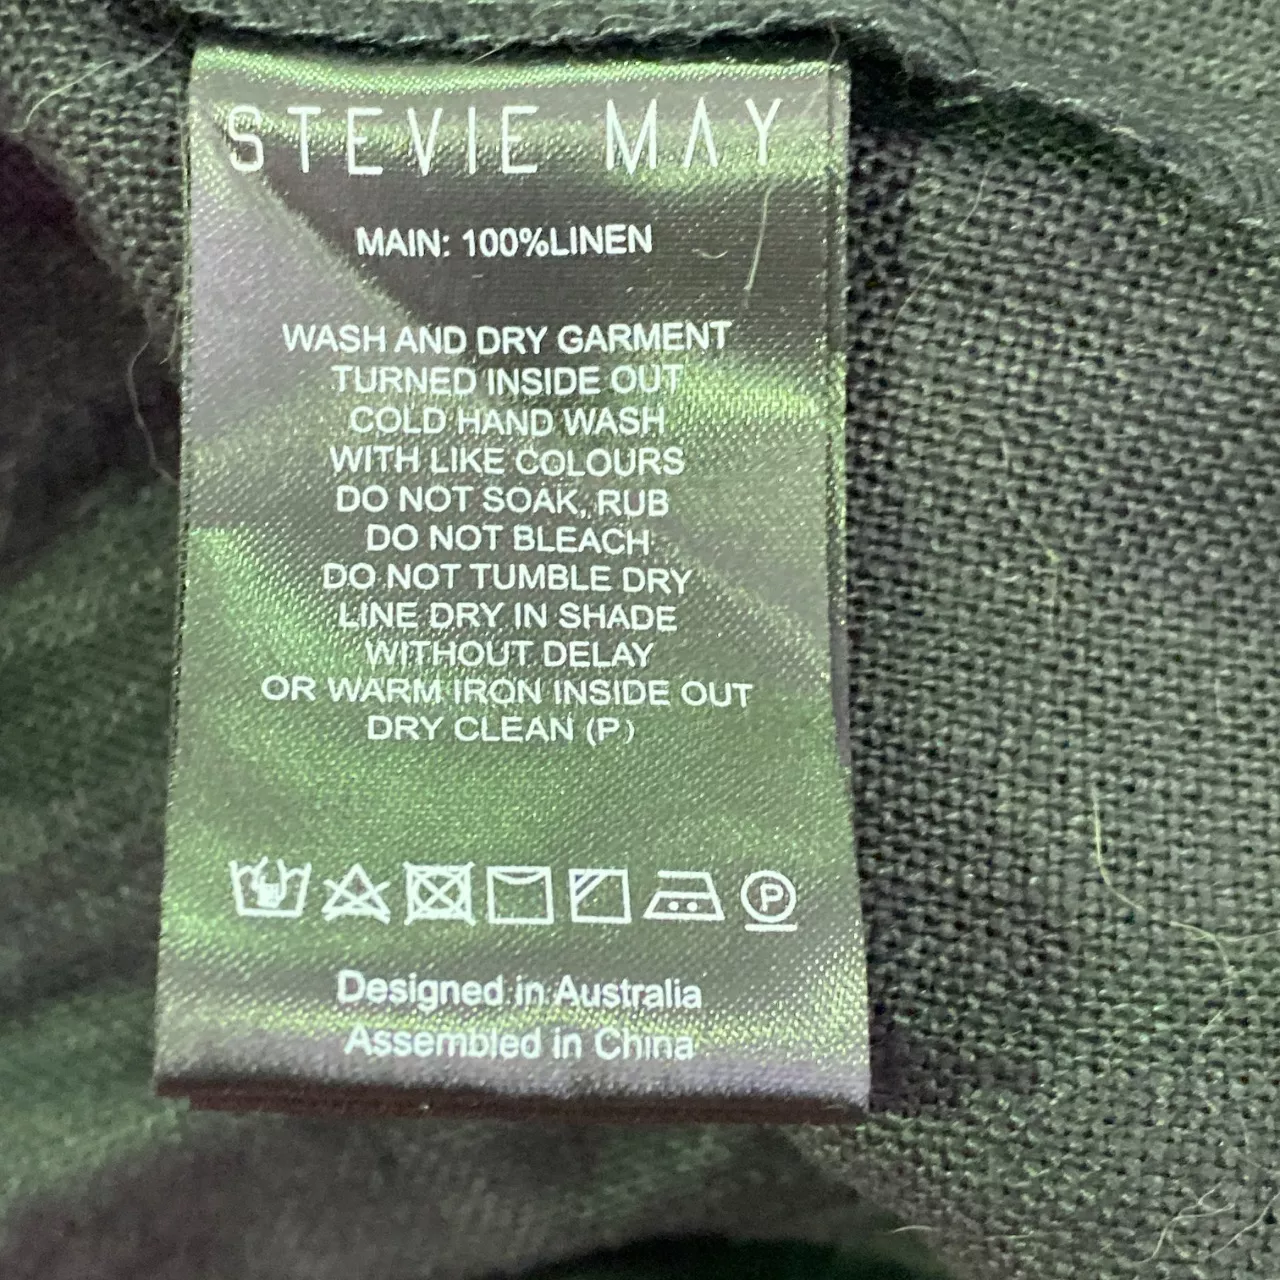 STEVIE MAY
MAIN: 100%LINEN
WASH AND DRY GARMENT
TURNED INSIDE OUT
COLD HAND WASH
WITH LIKE COLOURS
DO NOT SOAK, RUB
DO NOT BLEACH
DO NOT TUMBLE DRY
LINE DRY IN SHADE
WITHOUT DELAY
OR WARM IRON INSIDE OUT
DRY CLEAN (P)
P
Designed in Australia
Assembled in China